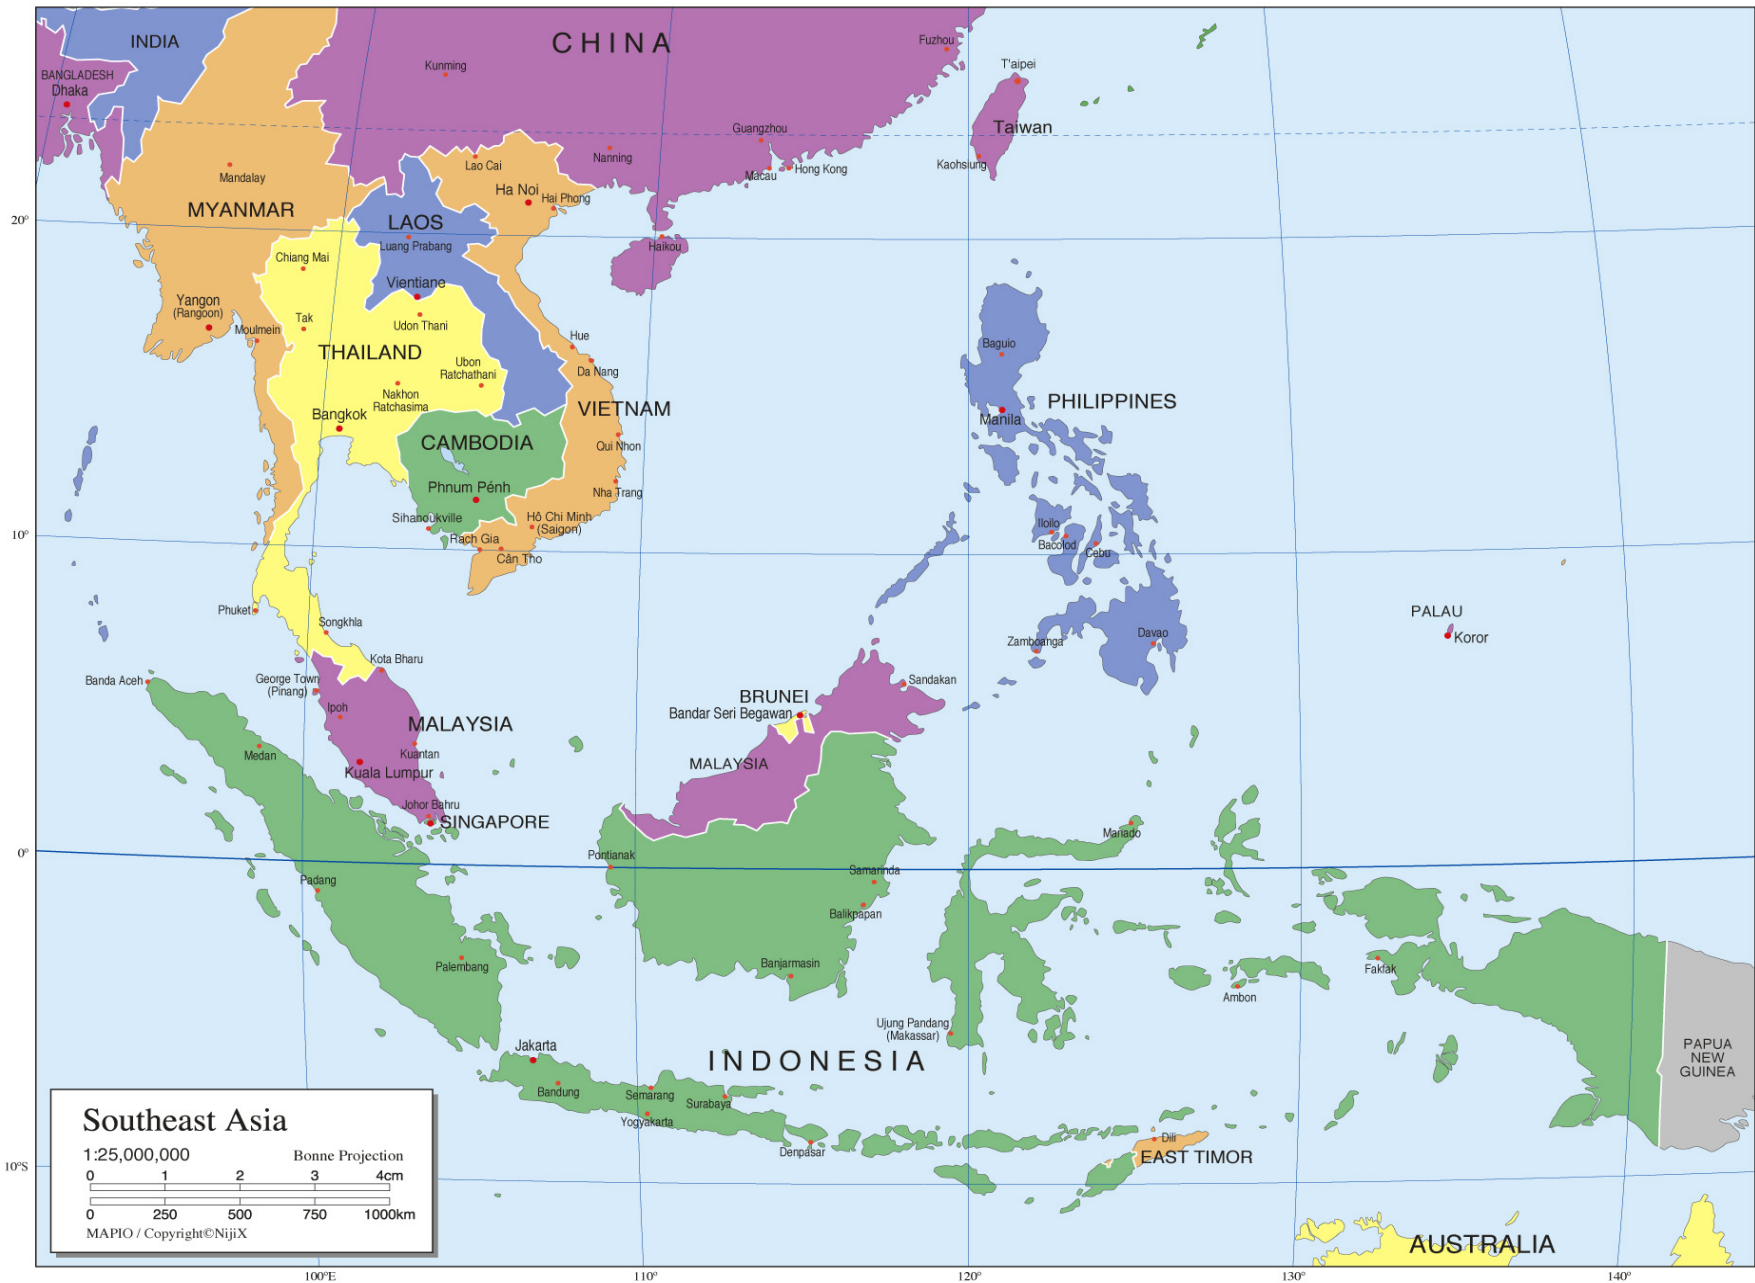 INDIA
CHINA
Fuzhou
Kunming
T'aipei
BANGLADESH
Dhaka
Guangzhou
Taiwan
Lao Cai
Nanning
Kaohsiung
Mandalay
Macau
Hong Kong
Ha Noi
Hai Phong
MYANMAR
20°
LAOS
Luang Prabang
Haikou
Chiang Mai
Vientiane
Yangon
(Rangoon)
Moulmein
Tak
Udon Thani
Hue
THAILAND
Ubon
Ratchathani
Da Nang
Baguio
Nakhon
Ratchasima
Bangkok
VIETNAM
PHILIPPINES
Manila
CAMBODIA
Qui Nhon
Phnum Pénh
Nha Trang
Sihanoukville
Hô Chi Minh
(Saigon)
Iloilo
10°
Rach Gia
Bacolod
Cebu
Cân Tho
Phuket
Songkhla
PALAU
Koror
Zamboanga
Davao
Kota Bharu
Banda Aceh
George Town
(Pinang)
Sandakan
BRUNEI
Bandar Seri Begawan
Ipoh
MALAYSIA
Medan
Kuantan
MALAYSIA
Kuala Lumpur
Johor Bahru
SINGAPORE
Manado
0°
Pontianak
Samarinda
Padang
Balikpapan
Palembang
Banjarmasin
Fakfak
Ambon
Ujung Pandang
(Makassar)
Jakarta
INDONESIA
PAPUA
NEW
GUINEA
Bandung
Semarang
Surabaya
Yogyakarta
Denpasar
Dili
EAST TIMOR
10°S
Southeast Asia
1:25,000,000
Bonne Projection
0 1 2 3 4cm
0 250 500 750 1000km
MAPIO / Copyright©NijiX
AUSTRALIA
100°E 110° 120° 130° 140°